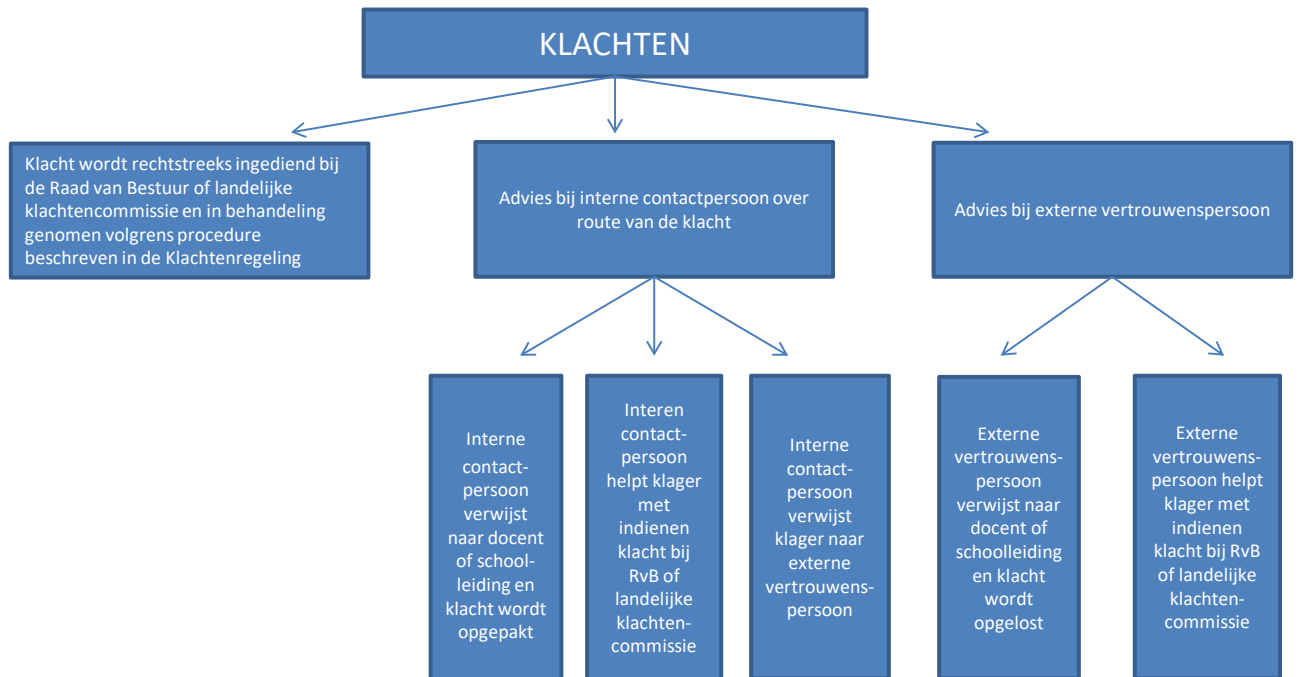 KLACHTEN
Klacht wordt rechtstreeks ingediend bij
de Raad van Bestuur of landelijke
klachtencommissie en in behandeling
genomen volgrens procedure
beschreven in de Klachtenregeling
Advies bij interne contactpersoon over
route van de klacht
Advies bij externe vertrouwenspersoon
Interne
contact-
persoon
verwijst
naar docent
of school-
leiding en
klacht wordt
opgepakt
Interen
contact-
persoon
helpt klager
met
indienen
klacht bij
RvB of
landelijke
klachten-
commissie
Interne
contact-
persoon
verwijst
klager naar
externe
vertrouwens-
persoon
Externe
vertrouwens-
persoon
verwijst naar
docent of
schoolleiding
en klacht
wordt
opgelost
Externe
vertrouwens-
persoon helpt
klager met
indienen
klacht bij RvB
of landelijke
klachten-
commissie